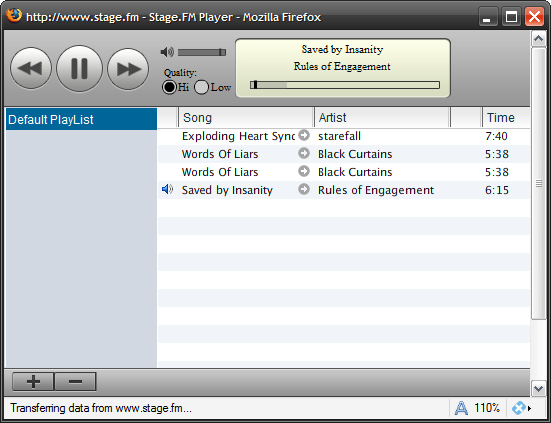 http://www.stage.fm - Stage.FM Player - Mozilla Firefox
Quality:
Hi Low
Saved by Insanity
Rules of Engagement
Default PlayList
Song Artist Time
Exploding Heart Sync starefall 7:40
Words Of Liars Black Curtains 5:38
Words Of Liars Black Curtains 5:38
Saved by Insanity Rules of Engagement 6:15
Transferring data from www.stage.fm... 110%